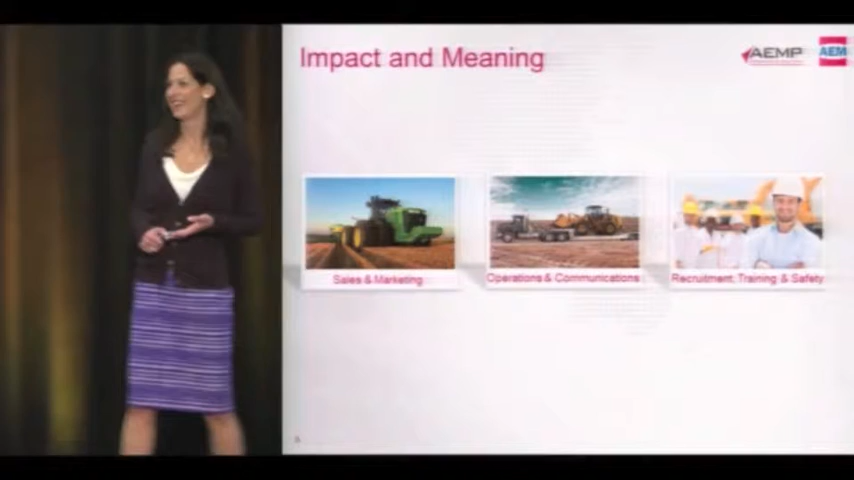 Impact and Meaning
AEMP
AEM
Sales & Marketing
Operations & Communications
Recruitment, Training & Safety